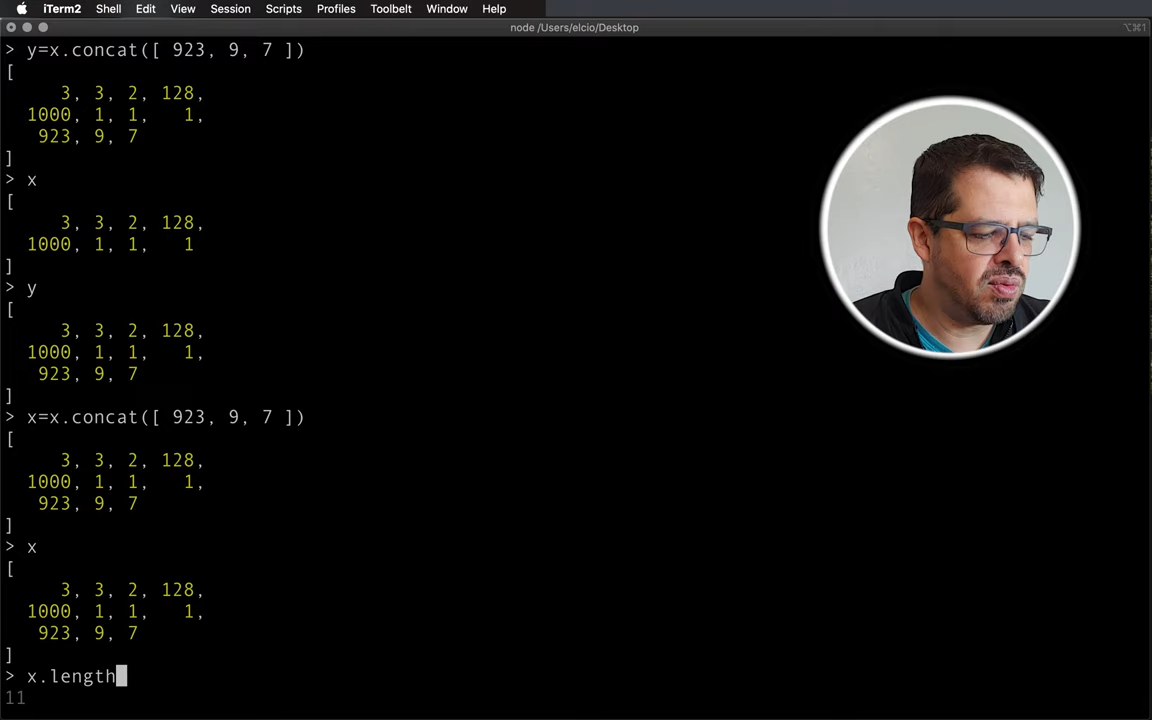 iTerm2 Shell Edit View Session Scripts Profiles Toolbelt Window Help
node /Users/elcio/Desktop ⌥⌘1
> y=x.concat([ 923, 9, 7 ])
[
3, 3, 2, 128,
1000, 1, 1, 1,
923, 9, 7
]
> x
[
3, 3, 2, 128,
1000, 1, 1, 1
]
> y
[
3, 3, 2, 128,
1000, 1, 1, 1,
923, 9, 7
]
> x=x.concat([ 923, 9, 7 ])
[
3, 3, 2, 128,
1000, 1, 1, 1,
923, 9, 7
]
> x
[
3, 3, 2, 128,
1000, 1, 1, 1,
923, 9, 7
]
> x.length
11